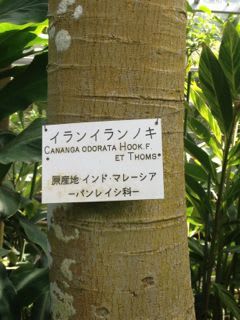 イランイランノキ
CANANGA ODORATA HOOK.F.
ET THOMS
原産地・インド・マレーシア
ーバンレイシ科ー